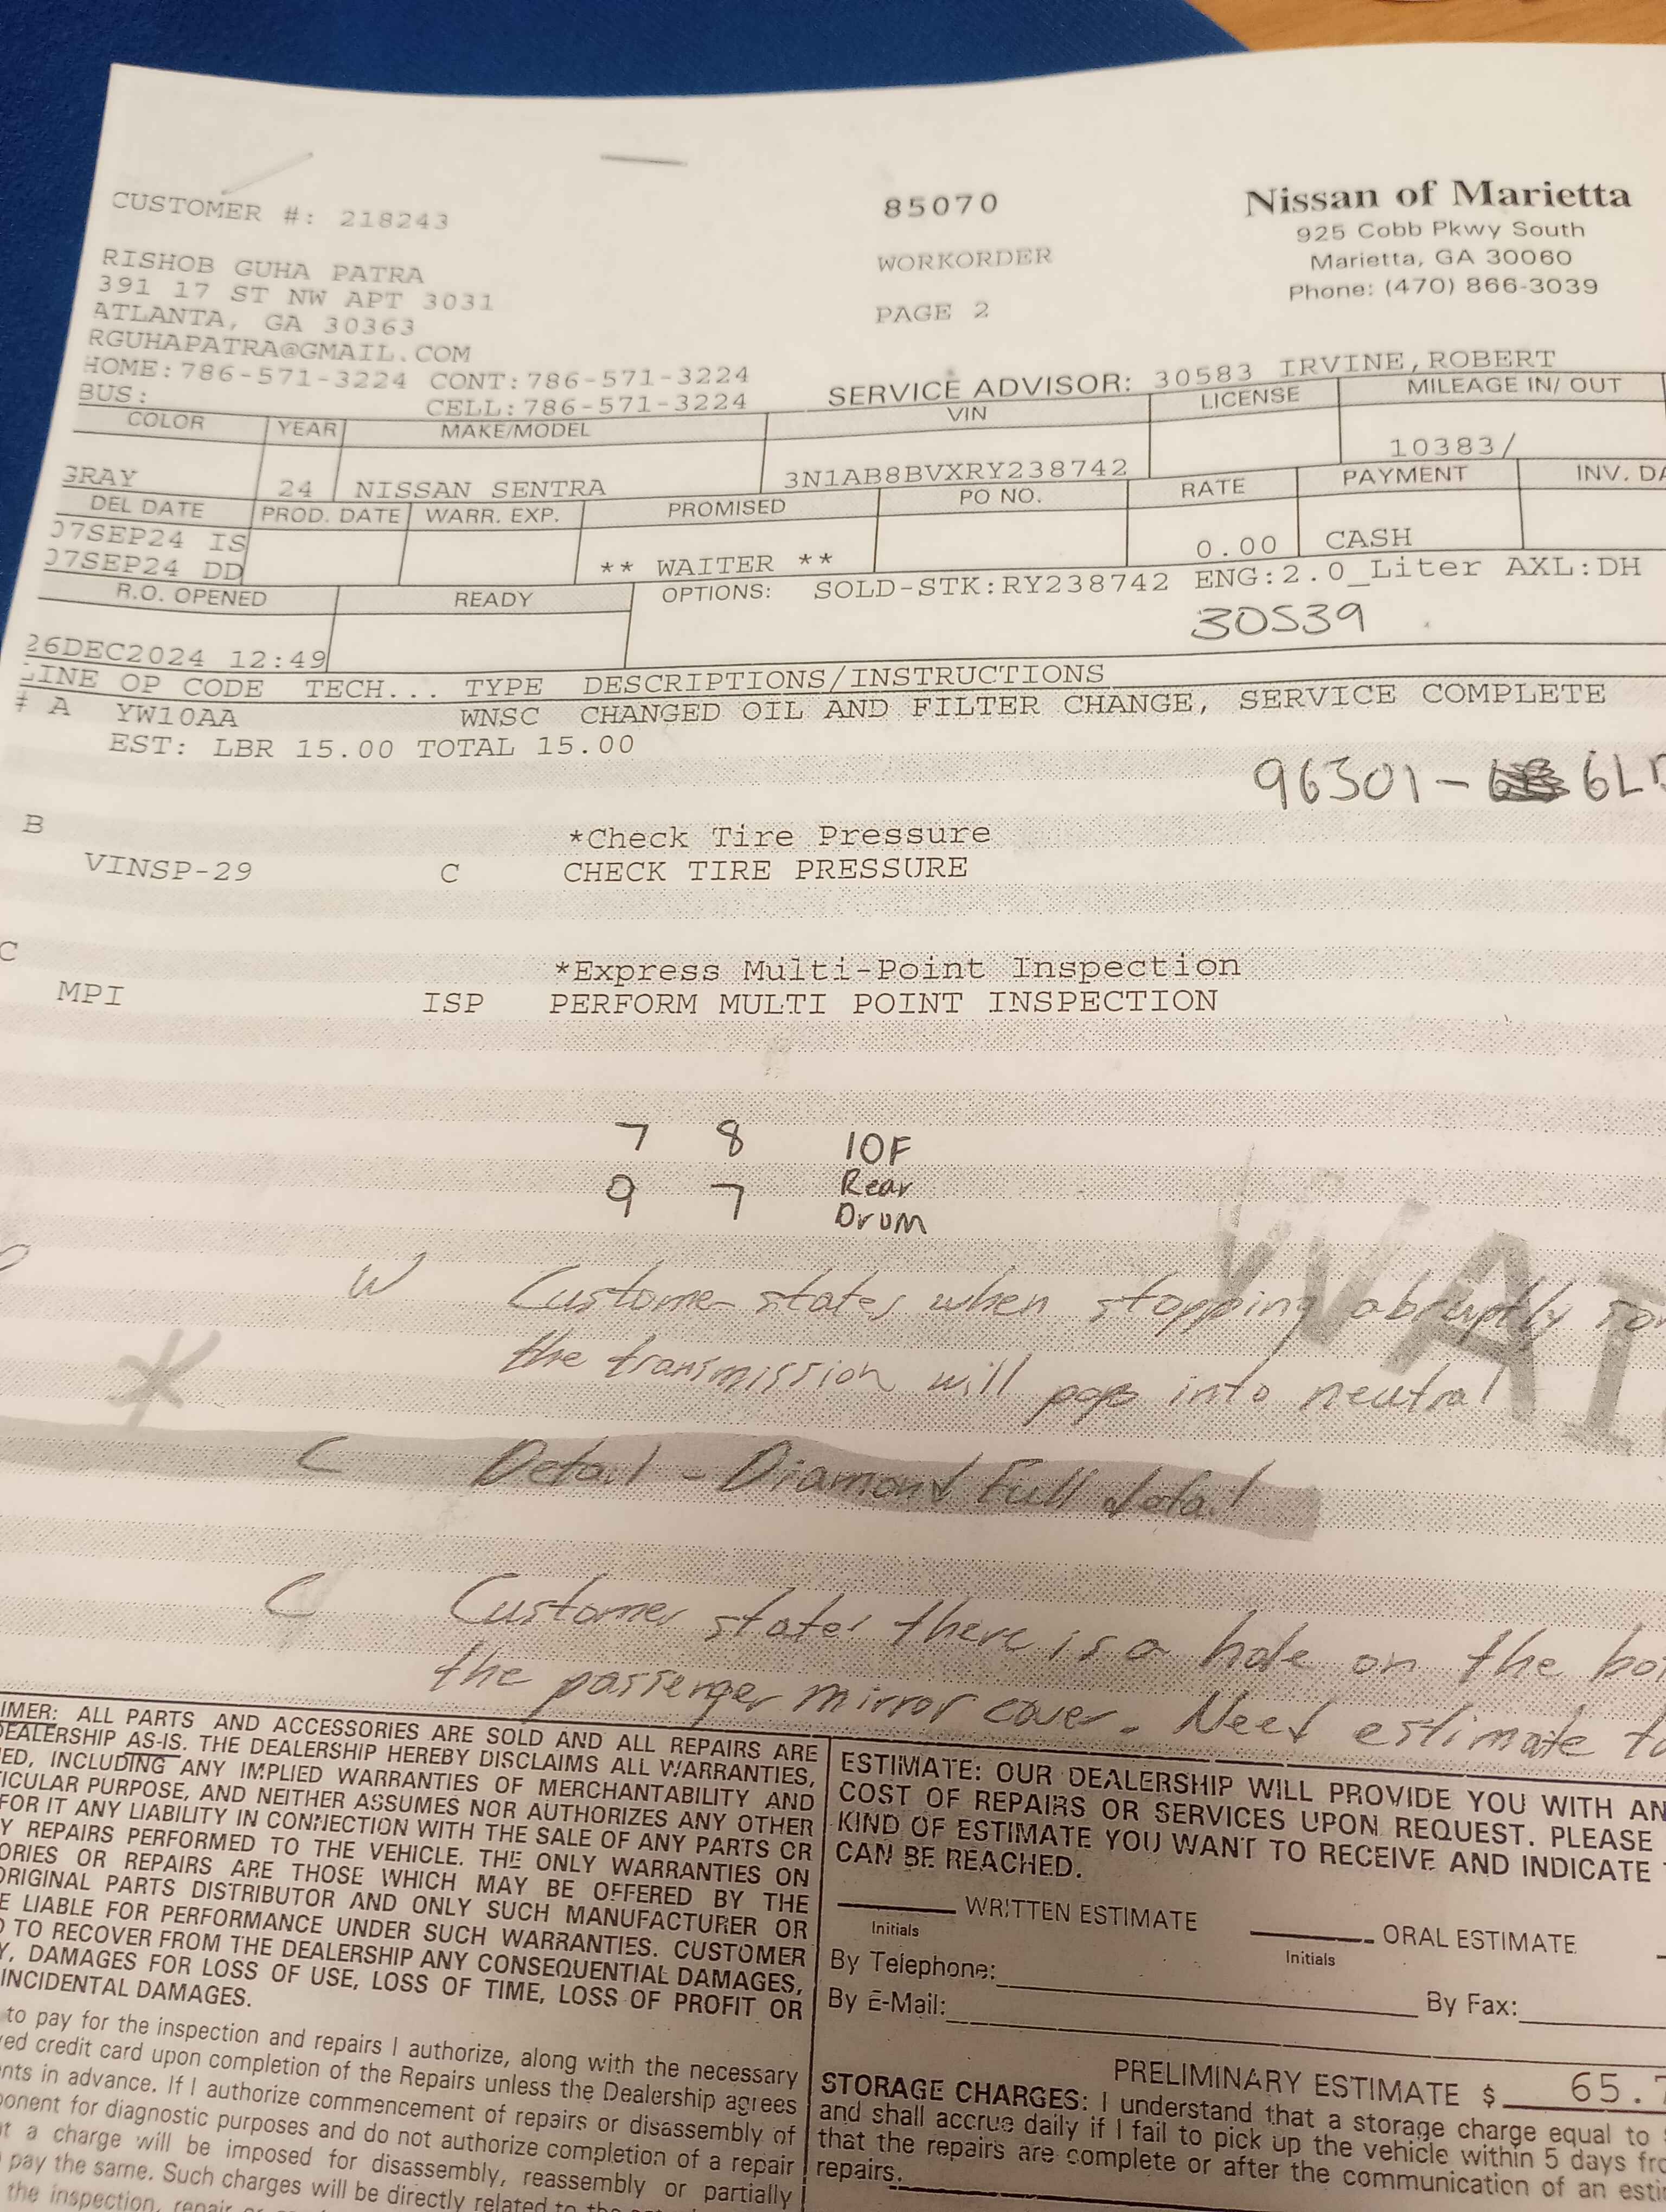 CUSTOMER #: 218243
85070
Nissan of Marietta
925 Cobb Pkwy South
Marietta, GA 30060
Phone: (470) 866-3039
WORKORDER
PAGE 2
RISHOB GUHA PATRA
391 17 ST NW APT 3031
ATLANTA, GA 30363
RGUHAPATRA@GMAIL.COM
HOME:786-571-3224 CONT:786-571-3224
BUS: CELL:786-571-3224
SERVICE ADVISOR: 30583 IRVINE,ROBERT
COLOR YEAR MAKE/MODEL VIN LICENSE MILEAGE IN/ OUT
GRAY 24 NISSAN SENTRA 3N1AB8BVXRY238742 10383/
DEL DATE PROD. DATE WARR. EXP. PROMISED PO NO. RATE PAYMENT INV. DA
07SEP24 IS
07SEP24 DD ** WAITER ** 0.00 CASH
R.O. OPENED READY OPTIONS: SOLD-STK:RY238742 ENG:2.0_Liter AXL:DH
30539
26DEC2024 12:49
LINE OP CODE TECH... TYPE DESCRIPTIONS/INSTRUCTIONS
# A YW10AA WNSC CHANGED OIL AND FILTER CHANGE, SERVICE COMPLETE
EST: LBR 15.00 TOTAL 15.00
96301- 6L
B *Check Tire Pressure
VINSP-29 C CHECK TIRE PRESSURE
C *Express Multi-Point Inspection
MPI ISP PERFORM MULTI POINT INSPECTION
7 8 10F
9 7 Rear
Drum
WAI
W Customer states when stopping abruptly
the transmission will pop into neutral
C Detail - Diamond Full detail
C Customer states there is a hole on the bo
the passenger mirror cover. Need estimate to
IMER: ALL PARTS AND ACCESSORIES ARE SOLD AND ALL REPAIRS ARE
DEALERSHIP AS-IS. THE DEALERSHIP HEREBY DISCLAIMS ALL WARRANTIES,
ED, INCLUDING ANY IMPLIED WARRANTIES OF MERCHANTABILITY AND
TICULAR PURPOSE, AND NEITHER ASSUMES NOR AUTHORIZES ANY OTHER
FOR IT ANY LIABILITY IN CONNECTION WITH THE SALE OF ANY PARTS OR
Y REPAIRS PERFORMED TO THE VEHICLE. THE ONLY WARRANTIES ON
ORIES OR REPAIRS ARE THOSE WHICH MAY BE OFFERED BY THE
ORIGINAL PARTS DISTRIBUTOR AND ONLY SUCH MANUFACTURER OR
E LIABLE FOR PERFORMANCE UNDER SUCH WARRANTIES. CUSTOMER
D TO RECOVER FROM THE DEALERSHIP ANY CONSEQUENTIAL DAMAGES,
Y, DAMAGES FOR LOSS OF USE, LOSS OF TIME, LOSS OF PROFIT OR
INCIDENTAL DAMAGES.
to pay for the inspection and repairs I authorize, along with the necessary
ved credit card upon completion of the Repairs unless the Dealership agrees
nts in advance. If I authorize commencement of repairs or disassembly of
ponent for diagnostic purposes and do not authorize completion of a repair
t a charge will be imposed for disassembly, reassembly or partially
pay the same. Such charges will be directly related to the
the inspection, repair
ESTIMATE: OUR DEALERSHIP WILL PROVIDE YOU WITH AN
COST OF REPAIRS OR SERVICES UPON REQUEST. PLEASE
KIND OF ESTIMATE YOU WANT TO RECEIVE AND INDICATE
CAN BE REACHED.
WRITTEN ESTIMATE ORAL ESTIMATE
Initials Initials
By Telephone:
By E-Mail: By Fax:
PRELIMINARY ESTIMATE $ 65.7
STORAGE CHARGES: I understand that a storage charge equal to
and shall accrue daily if I fail to pick up the vehicle within 5 days fro
that the repairs are complete or after the communication of an esti
repairs.